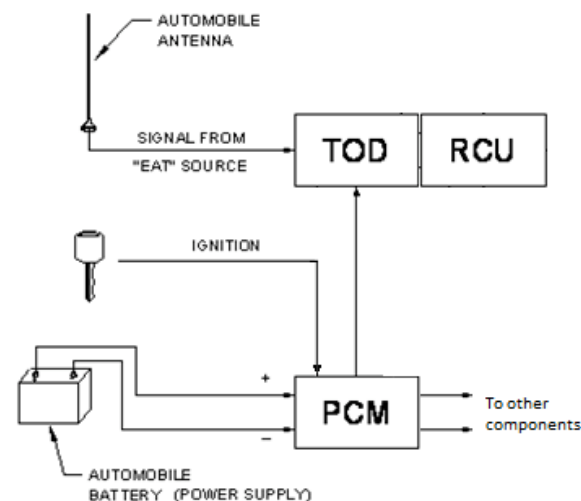 AUTOMOBILE
ANTENNA
SIGNAL FROM
"EAT" SOURCE
TOD
RCU
IGNITION
+
PCM
−
To other
components
AUTOMOBILE
BATTERY (POWER SUPPLY)